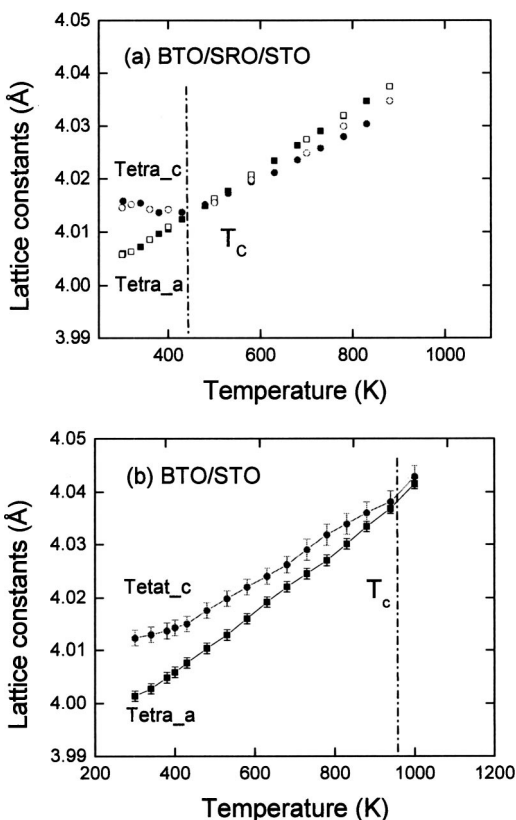 4.05
(a) BTO/SRO/STO
4.04
4.03
4.02
4.01
4.00
3.99
Lattice constants (Å)
Tetra_c
Tetra_a
T_C
400
600
800
1000
Temperature (K)
4.05
(b) BTO/STO
4.04
4.03
4.02
4.01
4.00
3.99
Lattice constants (Å)
Tetat_c
Tetra_a
T_c
200
400
600
800
1000
1200
Temperature (K)